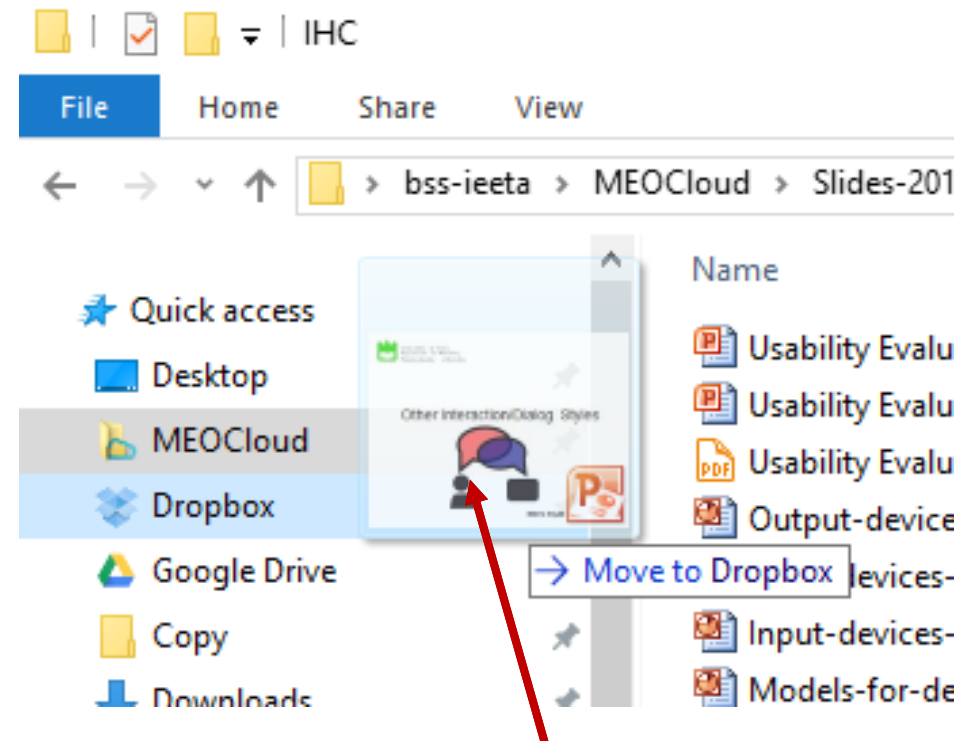 IHC
File Home Share View
bss-ieeta > MEOCloud > Slides-201
Name
Quick access
Desktop
MEOCloud
Dropbox
Google Drive
Copy
Downloads
Other Interaction/Dialog Styles
P
Move to Dropbox
Usability Evalu
Usability Evalu
PDF Usability Evalu
Output-device
levices-
Input-devices-
Models-for-de